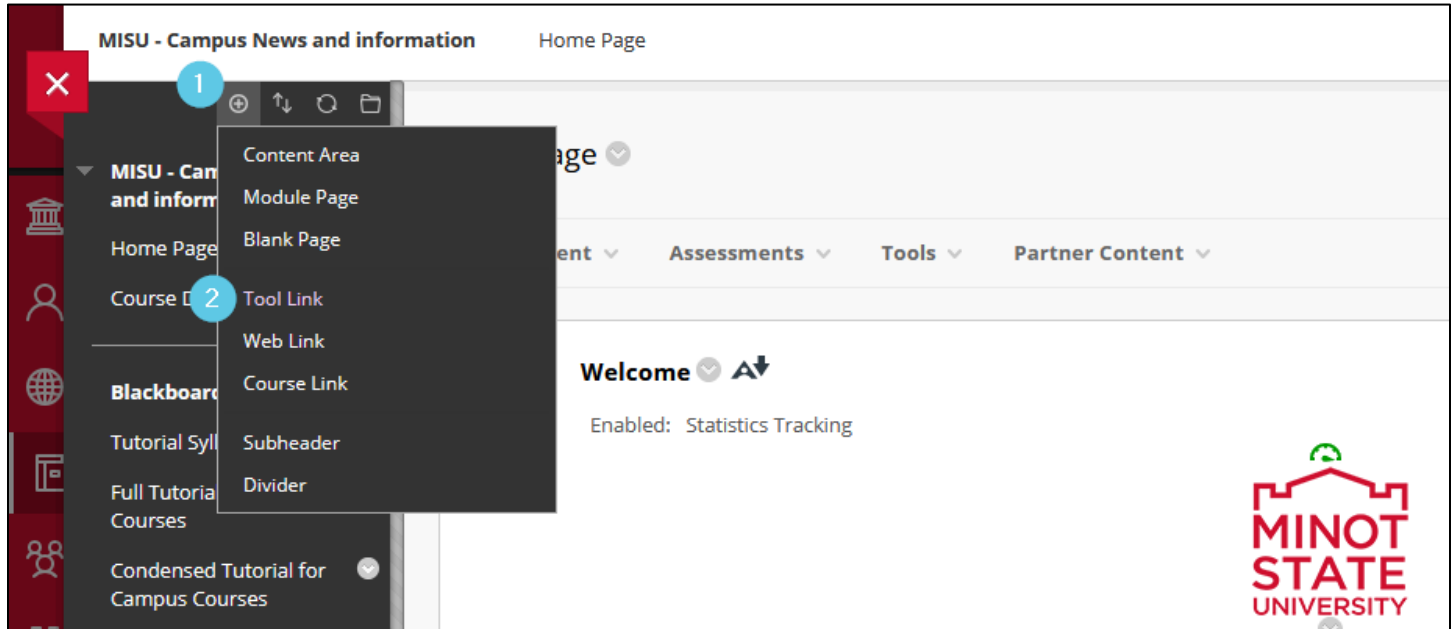 MISU - Campus News and information Home Page
1
Content Area
Module Page
Blank Page
2 Tool Link
Web Link
Course Link
Subheader
Divider
MISU - Can
and inform
Home Page
Course D
Blackboard
Tutorial Syll
Full Tutoria
Courses
Condensed Tutorial for
Campus Courses
age
ent Assessments Tools Partner Content
Welcome
Enabled: Statistics Tracking
MINOT
STATE
UNIVERSITY